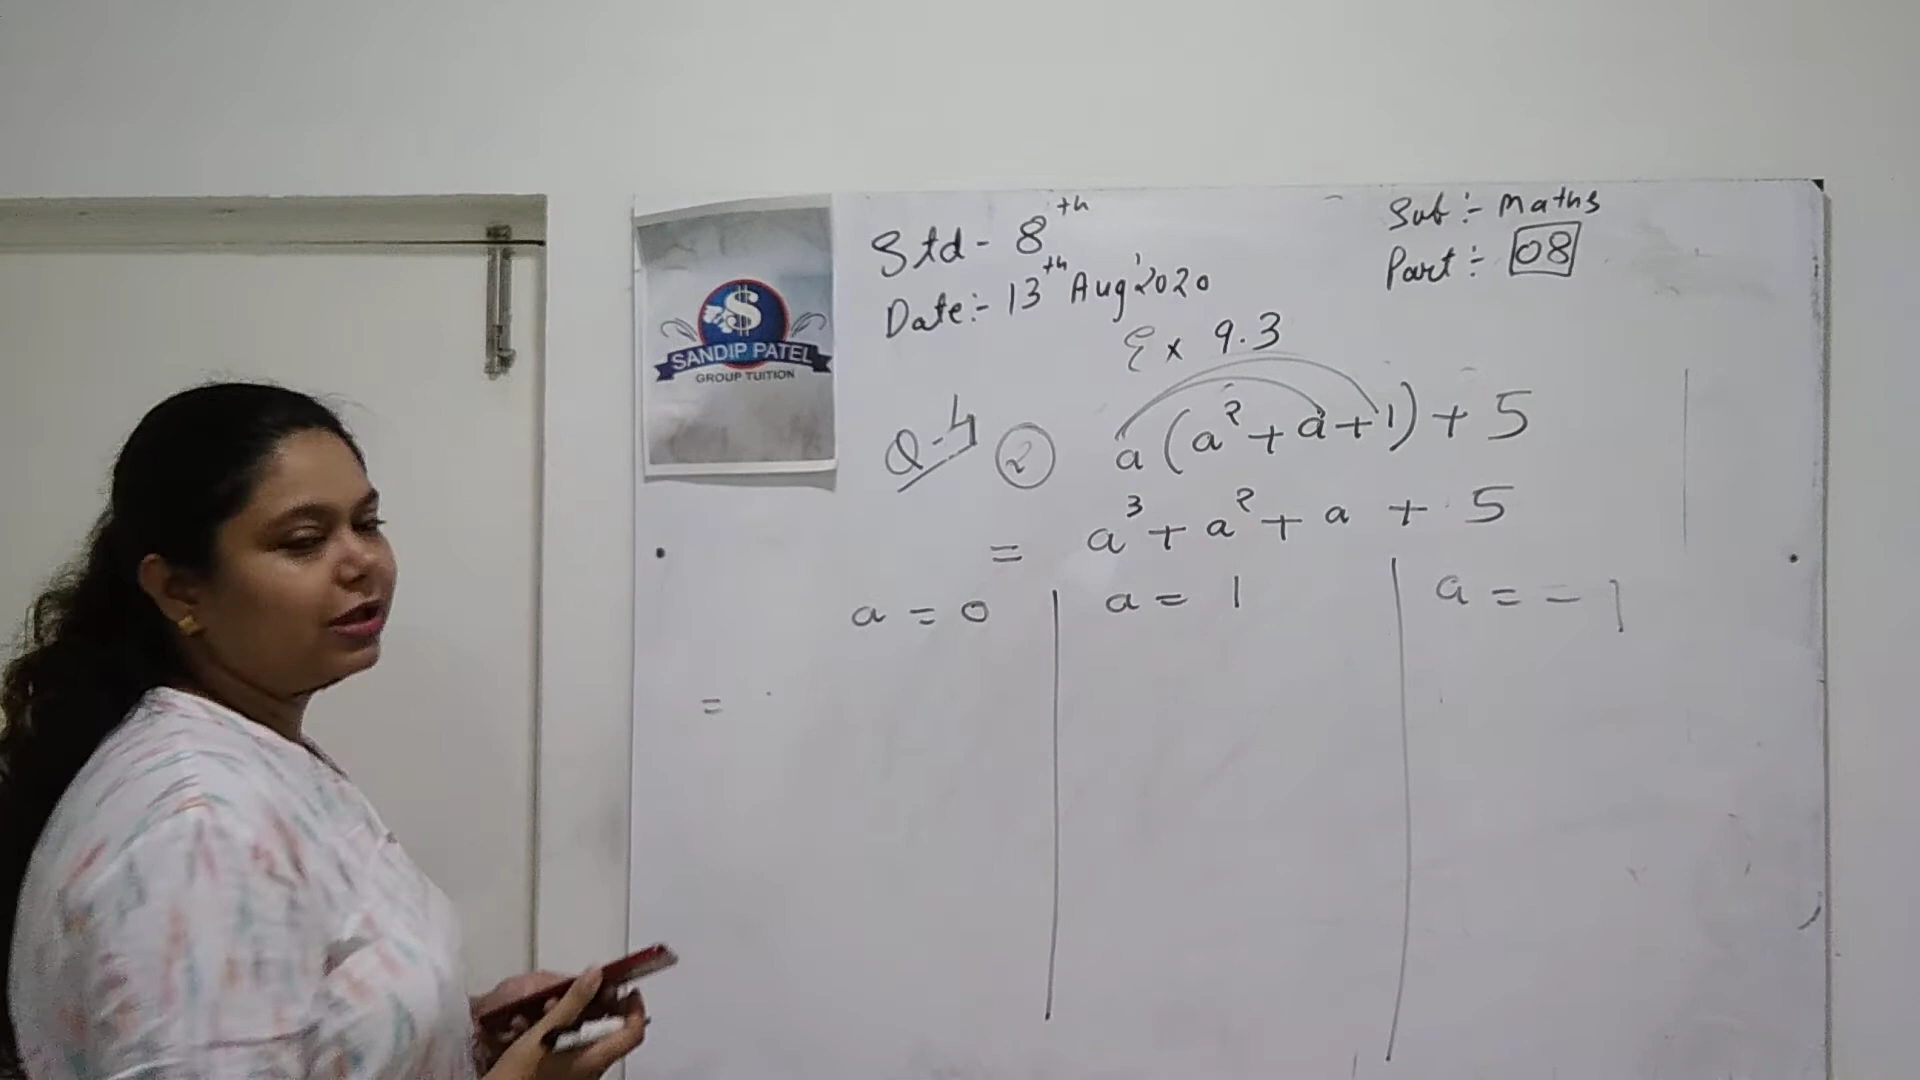 SANDIP PATEL
GROUP TUITION
Std - 8th
Date :- 13th Aug' 2020
Sub :- Maths
Part :- 08
Ex 9.3
Q-4 ② a(a² + a + 1) + 5
= a³ + a² + a + 5
a = 0
a = 1
a = - 1
=